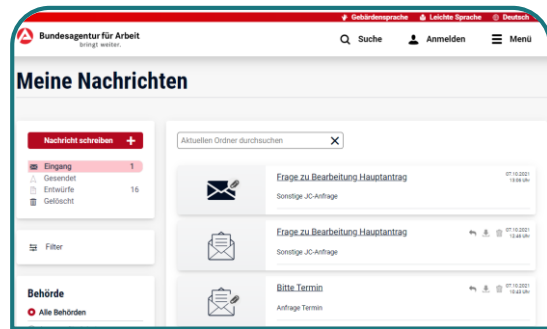 Gebärdensprache Leichte Sprache Deutsch
Bundesagentur für Arbeit
bringt weiter.
Suche Anmelden Menü
Meine Nachrichten
Nachricht schreiben +
Eingang 1
Gesendet
Entwürfe 16
Gelöscht
Filter
Behörde
Alle Behörden
Aktuellen Ordner durchsuchen X
Frage zu Bearbeitung Hauptantrag
07.10.2021
Sonstige JC-Anfrage
Frage zu Bearbeitung Hauptantrag
07.10.2021
Sonstige JC-Anfrage
Bitte Termin
07.10.2021
Anfrage Termin